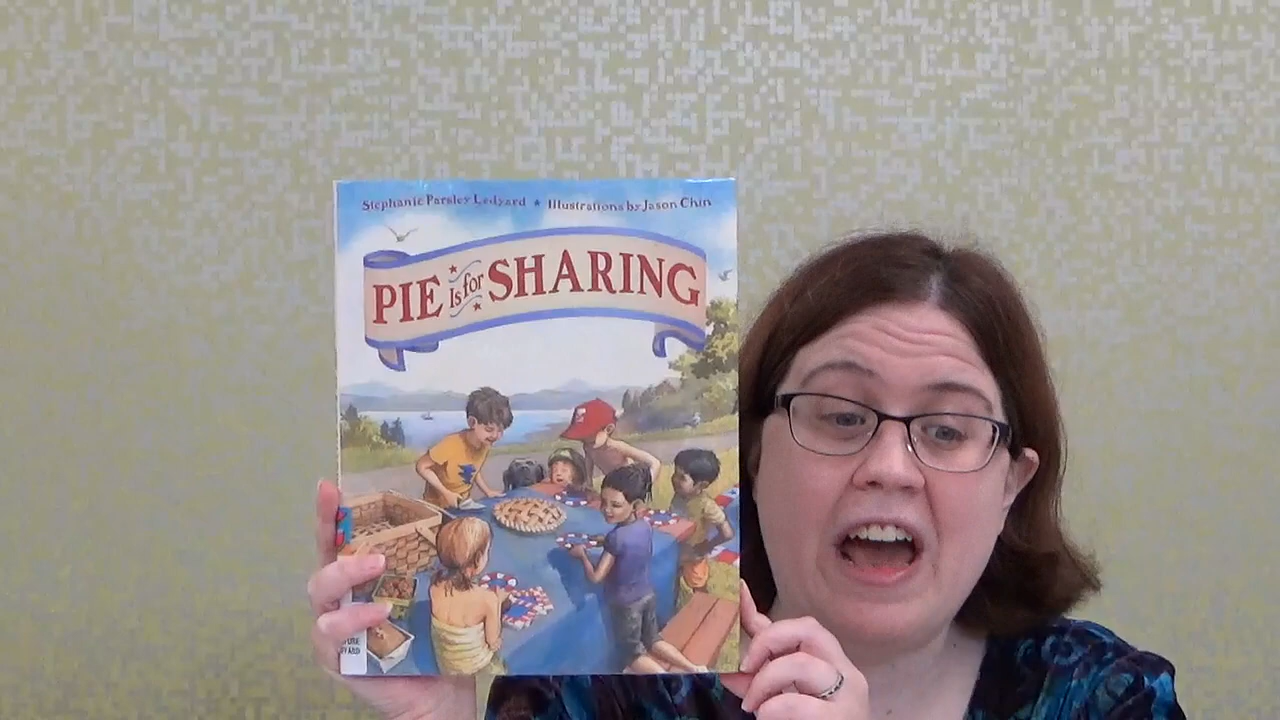 Stephanie Parsley Ledyard ★ Illustrations by Jason Chin
PIE Is for SHARING